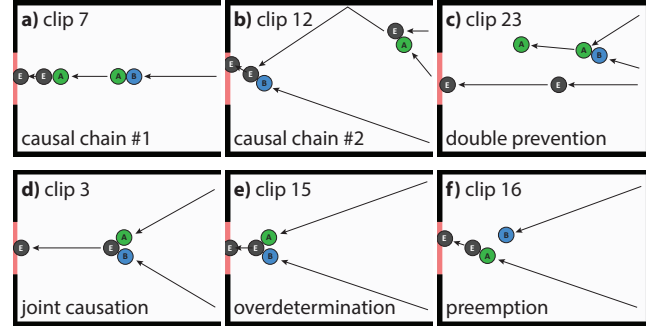 a) clip 7
E E A A B
causal chain #1
b) clip 12
E
A
E
E
B
causal chain #2
c) clip 23
A A
B
E E
double prevention
d) clip 3
A
E E
B
joint causation
e) clip 15
A
E E
B
overdetermination
f) clip 16
B
E
E
A
preemption